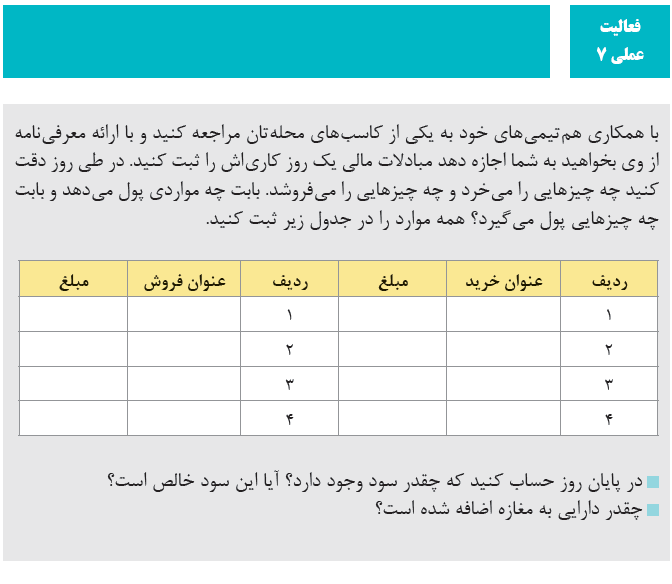 فعالیت
عملی ۷
با همکاری هم‌تیمی‌های خود به یکی از کاسب‌های محله‌تان مراجعه کنید و با ارائه معرفی‌نامه
از وی بخواهید به شما اجازه دهد مبادلات مالی یک روز کاری‌اش را ثبت کنید. در طی روز دقت
کنید چه چیزهایی را می‌خرد و چه چیزهایی را می‌فروشد. بابت چه مواردی پول می‌دهد و بابت
چه چیزهایی پول می‌گیرد؟ همه موارد را در جدول زیر ثبت کنید.
ردیف عنوان خرید مبلغ ردیف عنوان فروش مبلغ
۱ ۱
۲ ۲
۳ ۳
۴ ۴
در پایان روز حساب کنید که چقدر سود وجود دارد؟ آیا این سود خالص است؟
چقدر دارایی به مغازه اضافه شده است؟